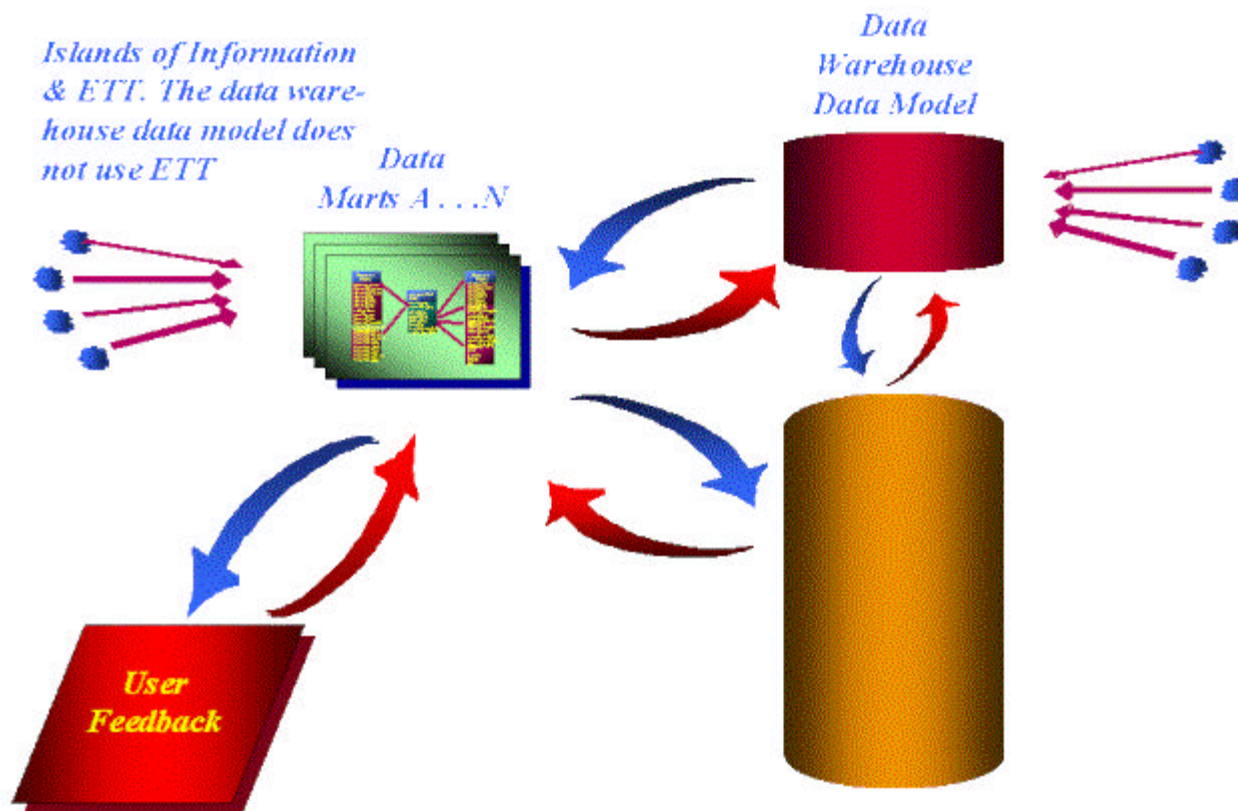 Islands of Information
& ETT. The data ware-
house data model does
not use ETT
Data
Marts A . . .N
Data
Warehouse
Data Model
User
Feedback